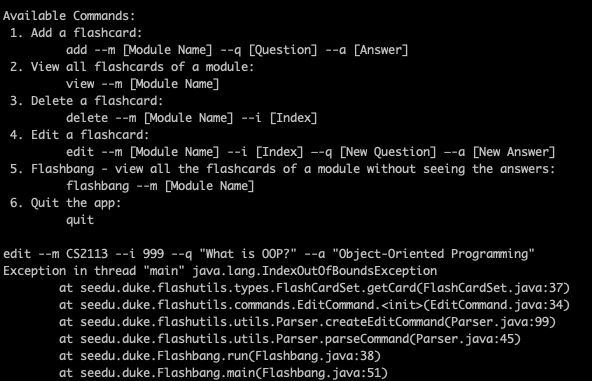 Available Commands:
1. Add a flashcard:
add --m [Module Name] --q [Question] --a [Answer]
2. View all flashcards of a module:
view --m [Module Name]
3. Delete a flashcard:
delete --m [Module Name] --i [Index]
4. Edit a flashcard:
edit --m [Module Name] --i [Index] –-q [New Question] –-a [New Answer]
5. Flashbang - view all the flashcards of a module without seeing the answers:
flashbang --m [Module Name]
6. Quit the app:
quit
edit --m CS2113 --i 999 --q "What is OOP?" --a "Object-Oriented Programming"
Exception in thread "main" java.lang.IndexOutOfBoundsException
at seedu.duke.flashutils.types.FlashCardSet.getCard(FlashCardSet.java:37)
at seedu.duke.flashutils.commands.EditCommand.<init>(EditCommand.java:34)
at seedu.duke.flashutils.utils.Parser.createEditCommand(Parser.java:99)
at seedu.duke.flashutils.utils.Parser.parseCommand(Parser.java:45)
at seedu.duke.Flashbang.run(Flashbang.java:38)
at seedu.duke.Flashbang.main(Flashbang.java:51)